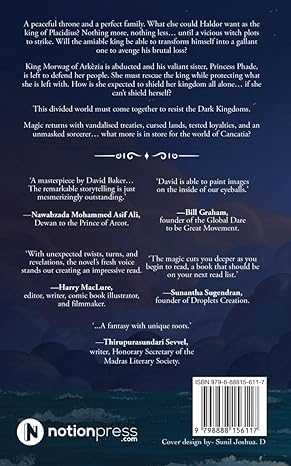 A peaceful throne and a perfect family. What else could Haldor want as the
king of Placidius? Nothing more, nothing less… until a vicious witch plots
to strike. Will the amiable king be able to transform himself into a gallant
one to avenge his brutal loss?
King Morwag of Arkèzia is abducted and his valiant sister, Princess Phade,
is left to defend her people. She must rescue the king while protecting what
she is left with. How is she expected to shield her kingdom all alone… if she
can't shield herself?
This divided world must come together to resist the Dark Kingdoms.
Magic returns with vandalised treaties, cursed lands, tested loyalties, and an
unmasked sorcerer… what more is in store for the world of Cancatia?
'A masterpiece by David Baker…
The remarkable storytelling is just
mesmerizingly outstanding.'
—Nawabzada Mohammed Asif Ali,
Dewan to the Prince of Arcot.
'David is able to paint images
on the inside of our eyeballs.'
—Bill Graham,
founder of the Global Dare
to be Great Movement.
'With unexpected twists, turns, and
revelations, the novel's fresh voice
stands out creating an impressive read.
—Harry MacLure,
editor, writer, comic book illustrator,
and filmmaker.
'The magic cuts you deeper as you
begin to read, a book that should be
on your next read list.'
—Sunantha Sugendran,
founder of Droplets Creation.
'…A fantasy with unique roots.'
—Thirupurasundari Sevvel,
writer, Honorary Secretary of the
Madras Literary Society.
ISBN 979-8-88815-611-7
9 798888 156117
n notionpress
.com
Cover design by- Sunil Joshua. D